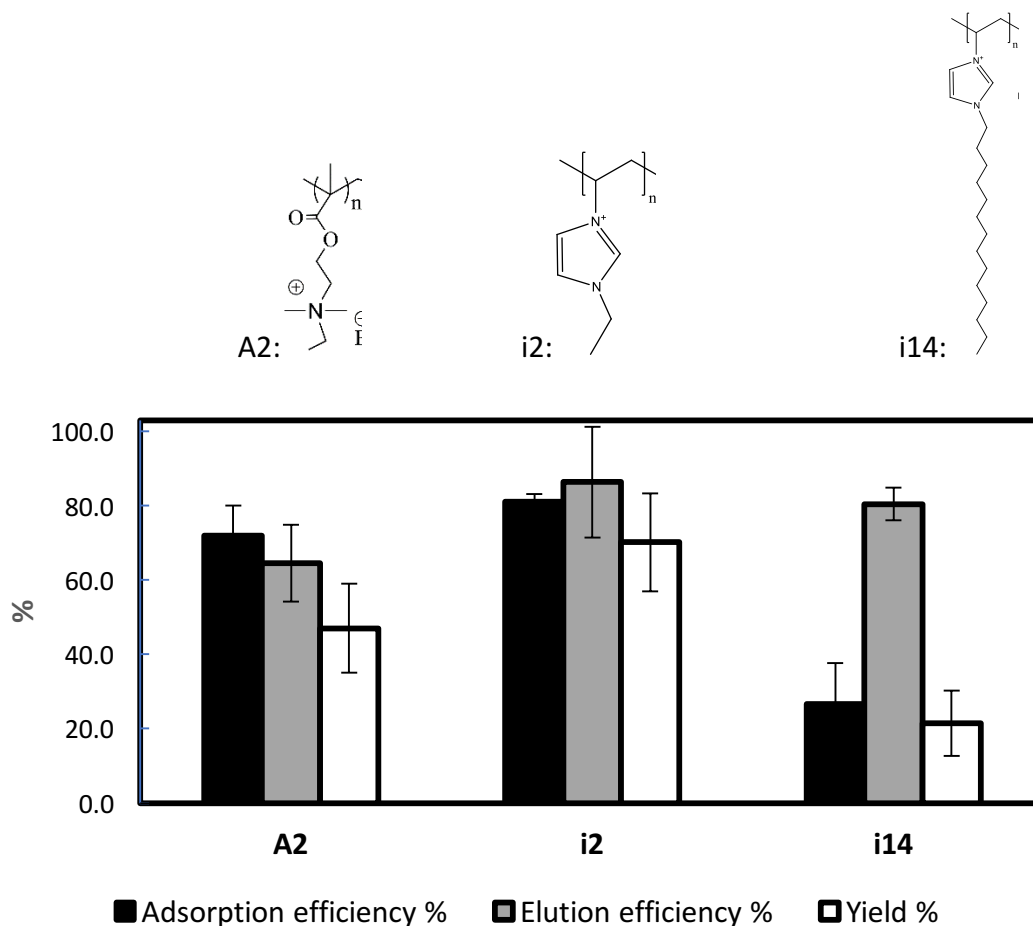 n
N⁺
N
n
O
O
⊕
N
⊖
n
N⁺
N
A2:
i2:
i14:
100.0
80.0
60.0
40.0
20.0
0.0
%
A2 i2 i14
Adsorption efficiency % Elution efficiency % Yield %